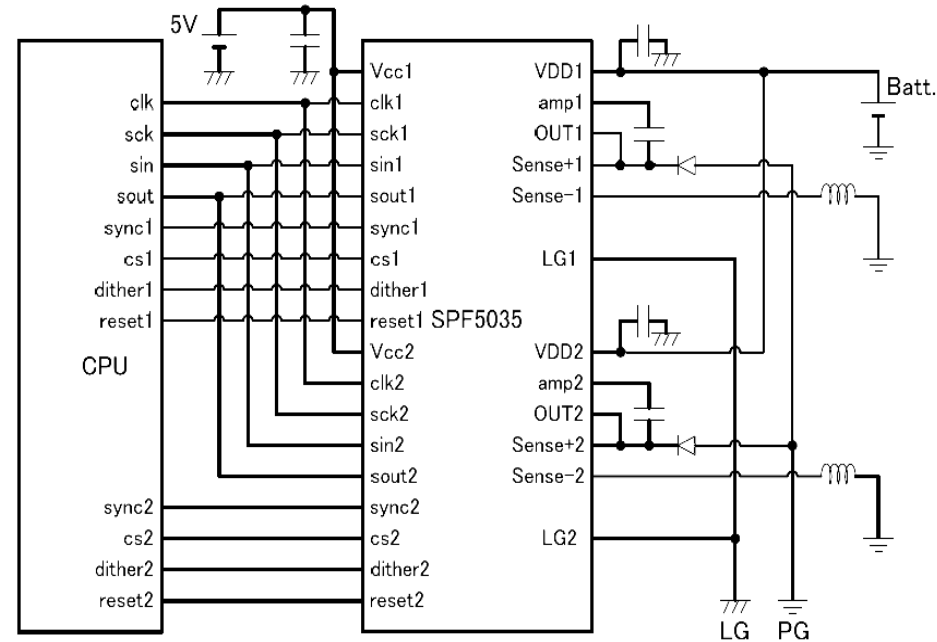 5V
Batt.
clk
sck
sin
sout
sync1
cs1
dither1
reset1
CPU
sync2
cs2
dither2
reset2
Vcc1
clk1
sck1
sin1
sout1
sync1
cs1
dither1
reset1
SPF5035
Vcc2
clk2
sck2
sin2
sout2
sync2
cs2
dither2
reset2
VDD1
amp1
OUT1
Sense+1
Sense-1
LG1
VDD2
amp2
OUT2
Sense+2
Sense-2
LG2
LG
PG